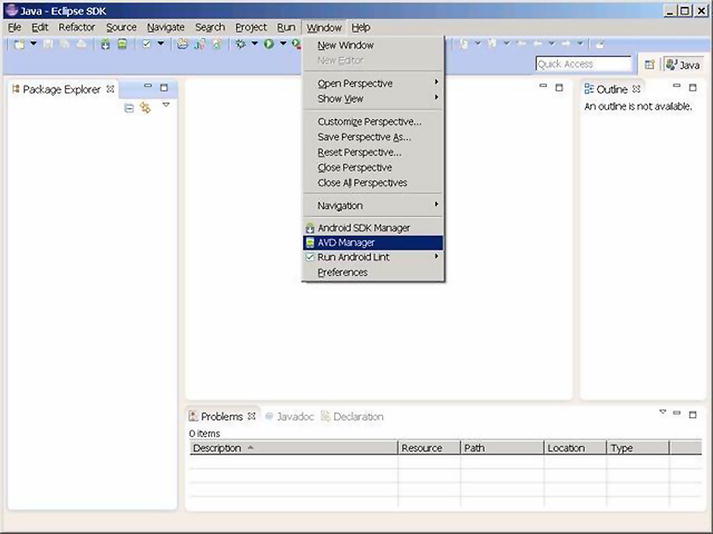 Java - Eclipse SDK
File Edit Refactor Source Navigate Search Project Run Window Help
New Window
New Editor
Quick Access
Java
Open Perspective
Show View
Customize Perspective...
Save Perspective As...
Reset Perspective...
Close Perspective
Close All Perspectives
Navigation
Android SDK Manager
AVD Manager
Run Android Lint
Preferences
Package Explorer
Outline
An outline is not available.
Problems Javadoc Declaration
0 items
Description Resource Path Location Type